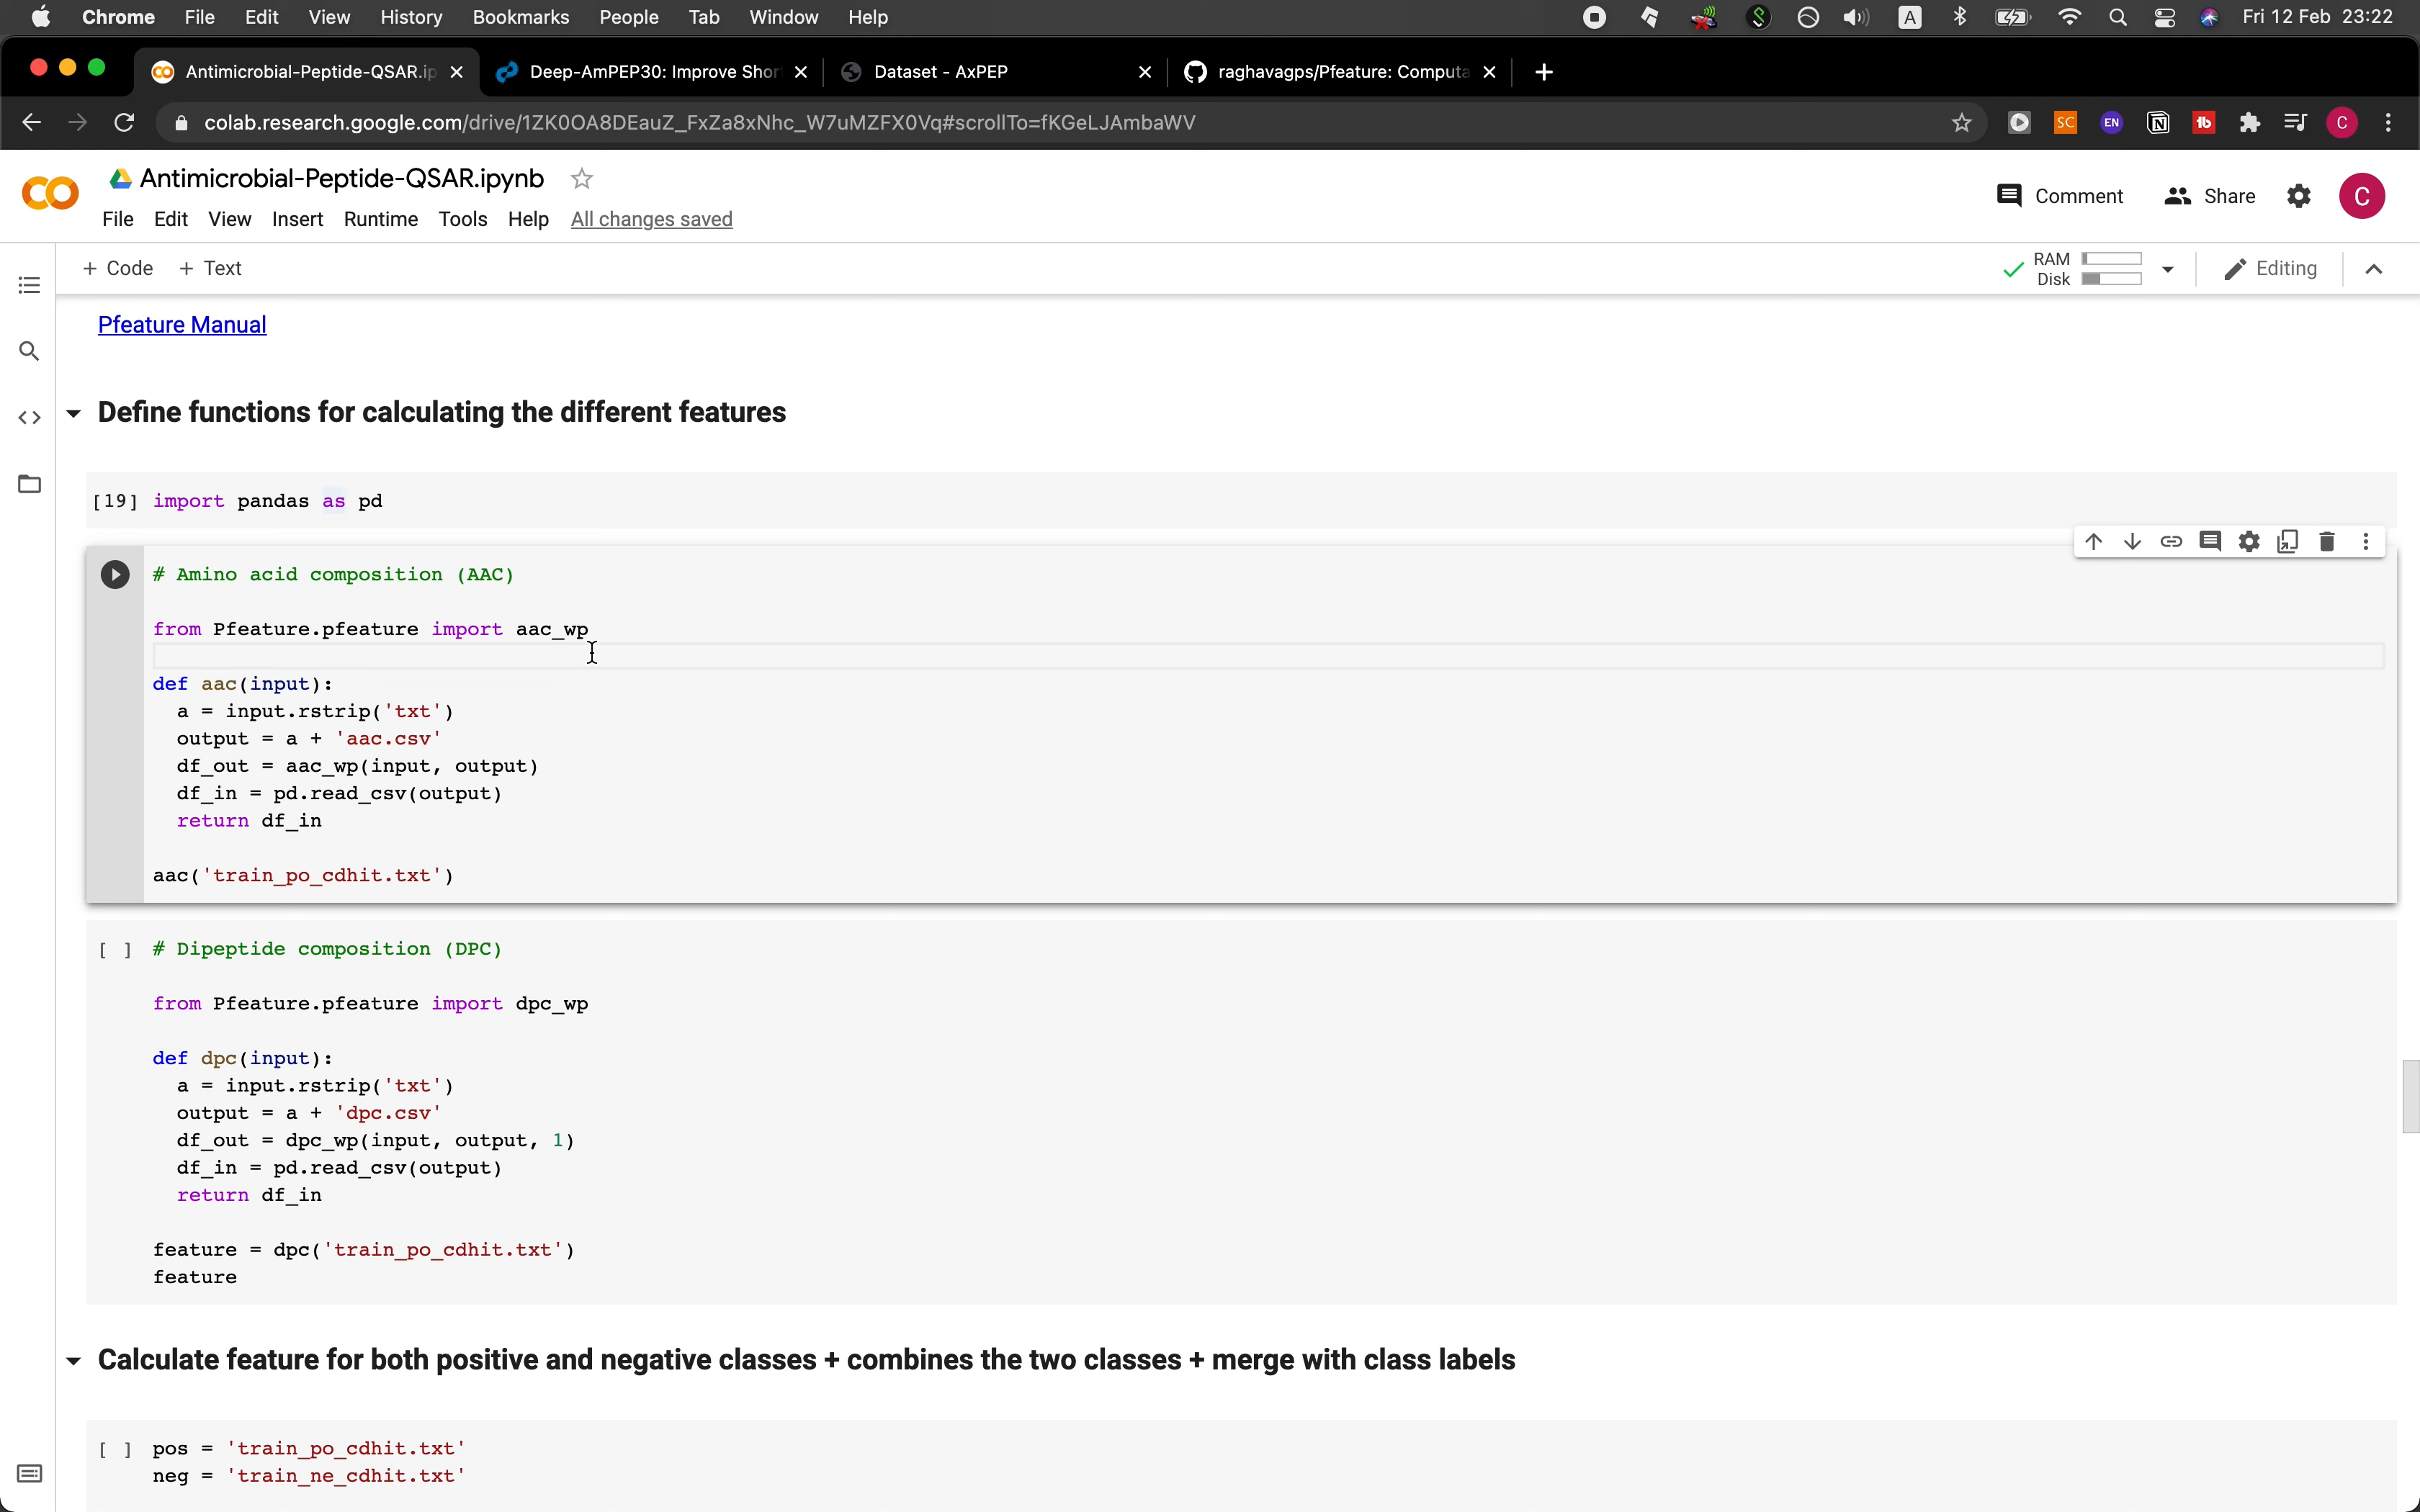 Chrome File Edit View History Bookmarks People Tab Window Help A Fri 12 Feb 23:22
Antimicrobial-Peptide-QSAR.ip Deep-AmPEP30: Improve Shor Dataset - AxPEP raghavagps/Pfeature: Computa
colab.research.google.com/drive/1ZK0OA8DEauZ_FxZa8xNhc_W7uMZFX0Vq#scrollTo=fKGeLJAmbaWV SC EN tb C
Antimicrobial-Peptide-QSAR.ipynb
Comment Share C
File Edit View Insert Runtime Tools Help All changes saved
+ Code + Text RAM Disk Editing
Pfeature Manual
Define functions for calculating the different features
[19] import pandas as pd
# Amino acid composition (AAC)
from Pfeature.pfeature import aac_wp
def aac(input):
a = input.rstrip('txt')
output = a + 'aac.csv'
df_out = aac_wp(input, output)
df_in = pd.read_csv(output)
return df_in
aac('train_po_cdhit.txt')
[ ] # Dipeptide composition (DPC)
from Pfeature.pfeature import dpc_wp
def dpc(input):
a = input.rstrip('txt')
output = a + 'dpc.csv'
df_out = dpc_wp(input, output, 1)
df_in = pd.read_csv(output)
return df_in
feature = dpc('train_po_cdhit.txt')
feature
Calculate feature for both positive and negative classes + combines the two classes + merge with class labels
[ ] pos = 'train_po_cdhit.txt'
neg = 'train_ne_cdhit.txt'